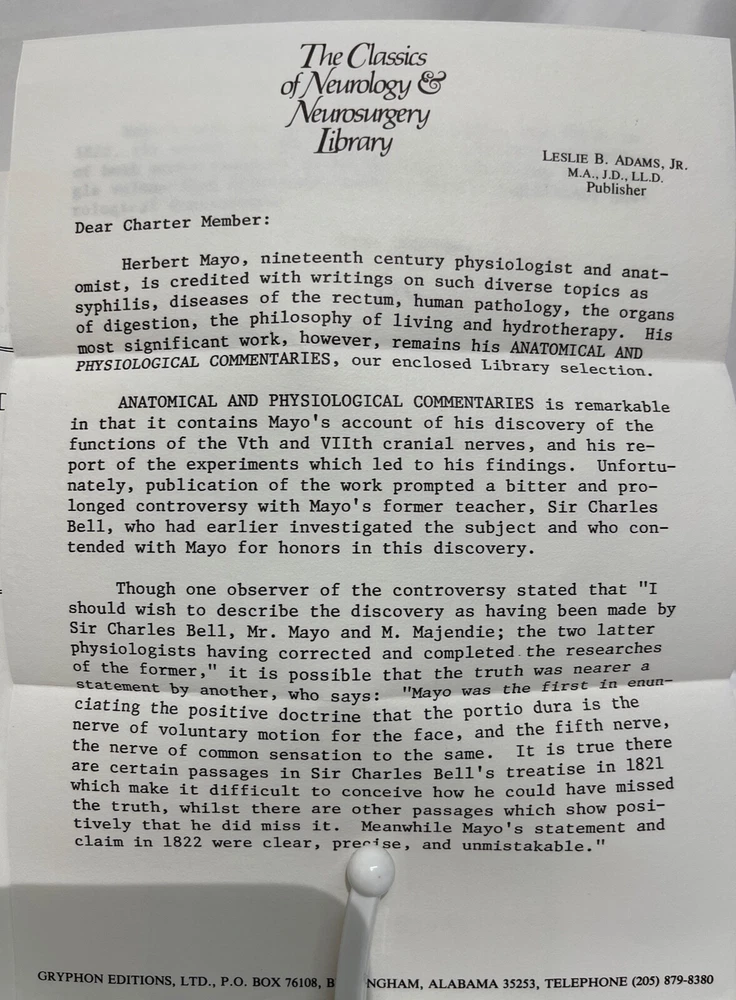 The Classics
of Neurology &
Neurosurgery
Library
LESLIE B. ADAMS, JR.
M.A., J.D., LL.D.
Publisher
Dear Charter Member:
Herbert Mayo, nineteenth century physiologist and anat-
omist, is credited with writings on such diverse topics as
syphilis, diseases of the rectum, human pathology, the organs
of digestion, the philosophy of living and hydrotherapy. His
most significant work, however, remains his ANATOMICAL AND
PHYSIOLOGICAL COMMENTARIES, our enclosed Library selection.
ANATOMICAL AND PHYSIOLOGICAL COMMENTARIES is remarkable
in that it contains Mayo's account of his discovery of the
functions of the Vth and VIIth cranial nerves, and his re-
port of the experiments which led to his findings. Unfortu-
nately, publication of the work prompted a bitter and pro-
longed controversy with Mayo's former teacher, Sir Charles
Bell, who had earlier investigated the subject and who con-
tended with Mayo for honors in this discovery.
Though one observer of the controversy stated that "I
should wish to describe the discovery as having been made by
Sir Charles Bell, Mr. Mayo and M. Majendie; the two latter
physiologists having corrected and completed the researches
of the former," it is possible that the truth was nearer a
statement by another, who says: "Mayo was the first in enun-
ciating the positive doctrine that the portio dura is the
nerve of voluntary motion for the face, and the fifth nerve,
the nerve of common sensation to the same. It is true there
are certain passages in Sir Charles Bell's treatise in 1821
which make it difficult to conceive how he could have missed
the truth, whilst there are other passages which show posi-
tively that he did miss it. Meanwhile Mayo's statement and
claim in 1822 were clear, precise, and unmistakable."
GRYPHON EDITIONS, LTD., P.O. BOX 76108, B NGHAM, ALABAMA 35253, TELEPHONE (205) 879-8380